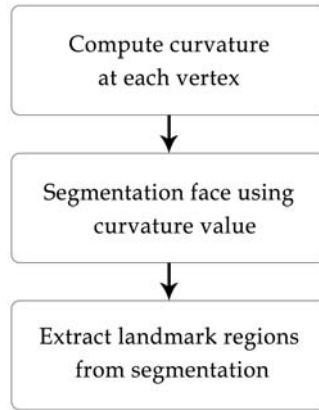 Compute curvature
at each vertex
Segmentation face using
curvature value
Extract landmark regions
from segmentation